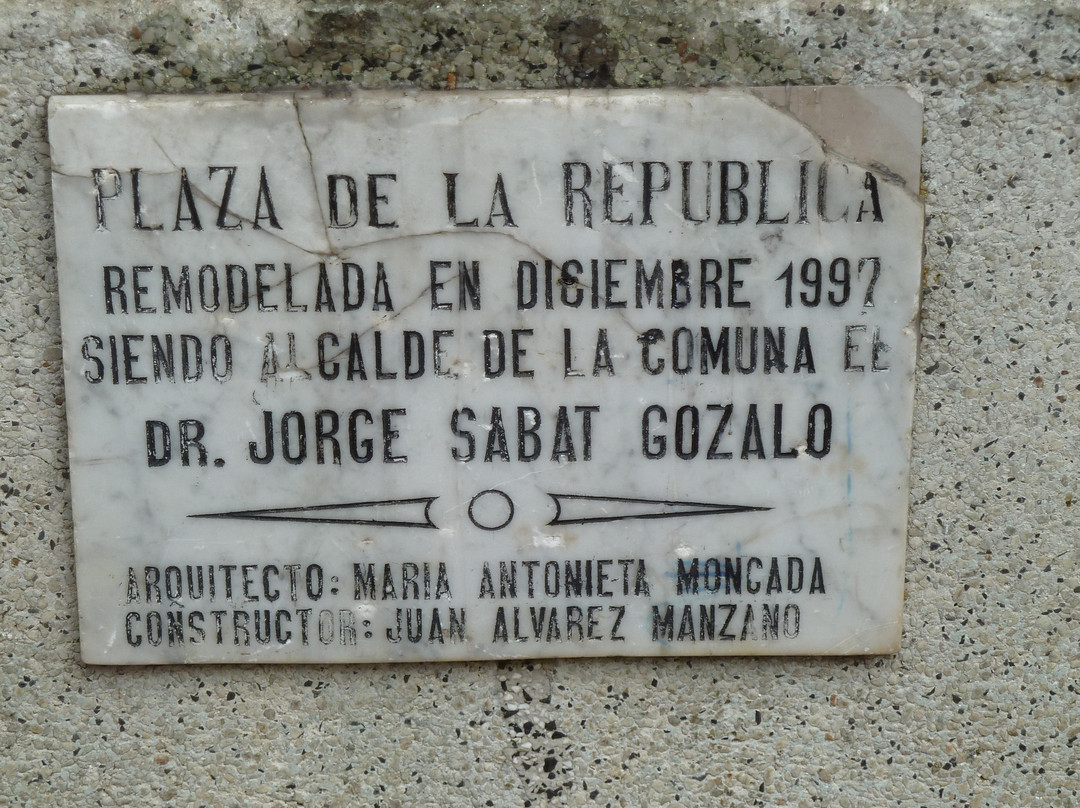 PLAZA DE LA REPUBLICA
REMODELADA EN DICIEMBRE 1997
SIENDO ALCALDE DE LA COMUNA EL
DR. JORGE SABAT GOZALO
ARQUITECTO: MARIA ANTONIETA MONCADA
CONSTRUCTOR: JUAN ALVAREZ MANZANO